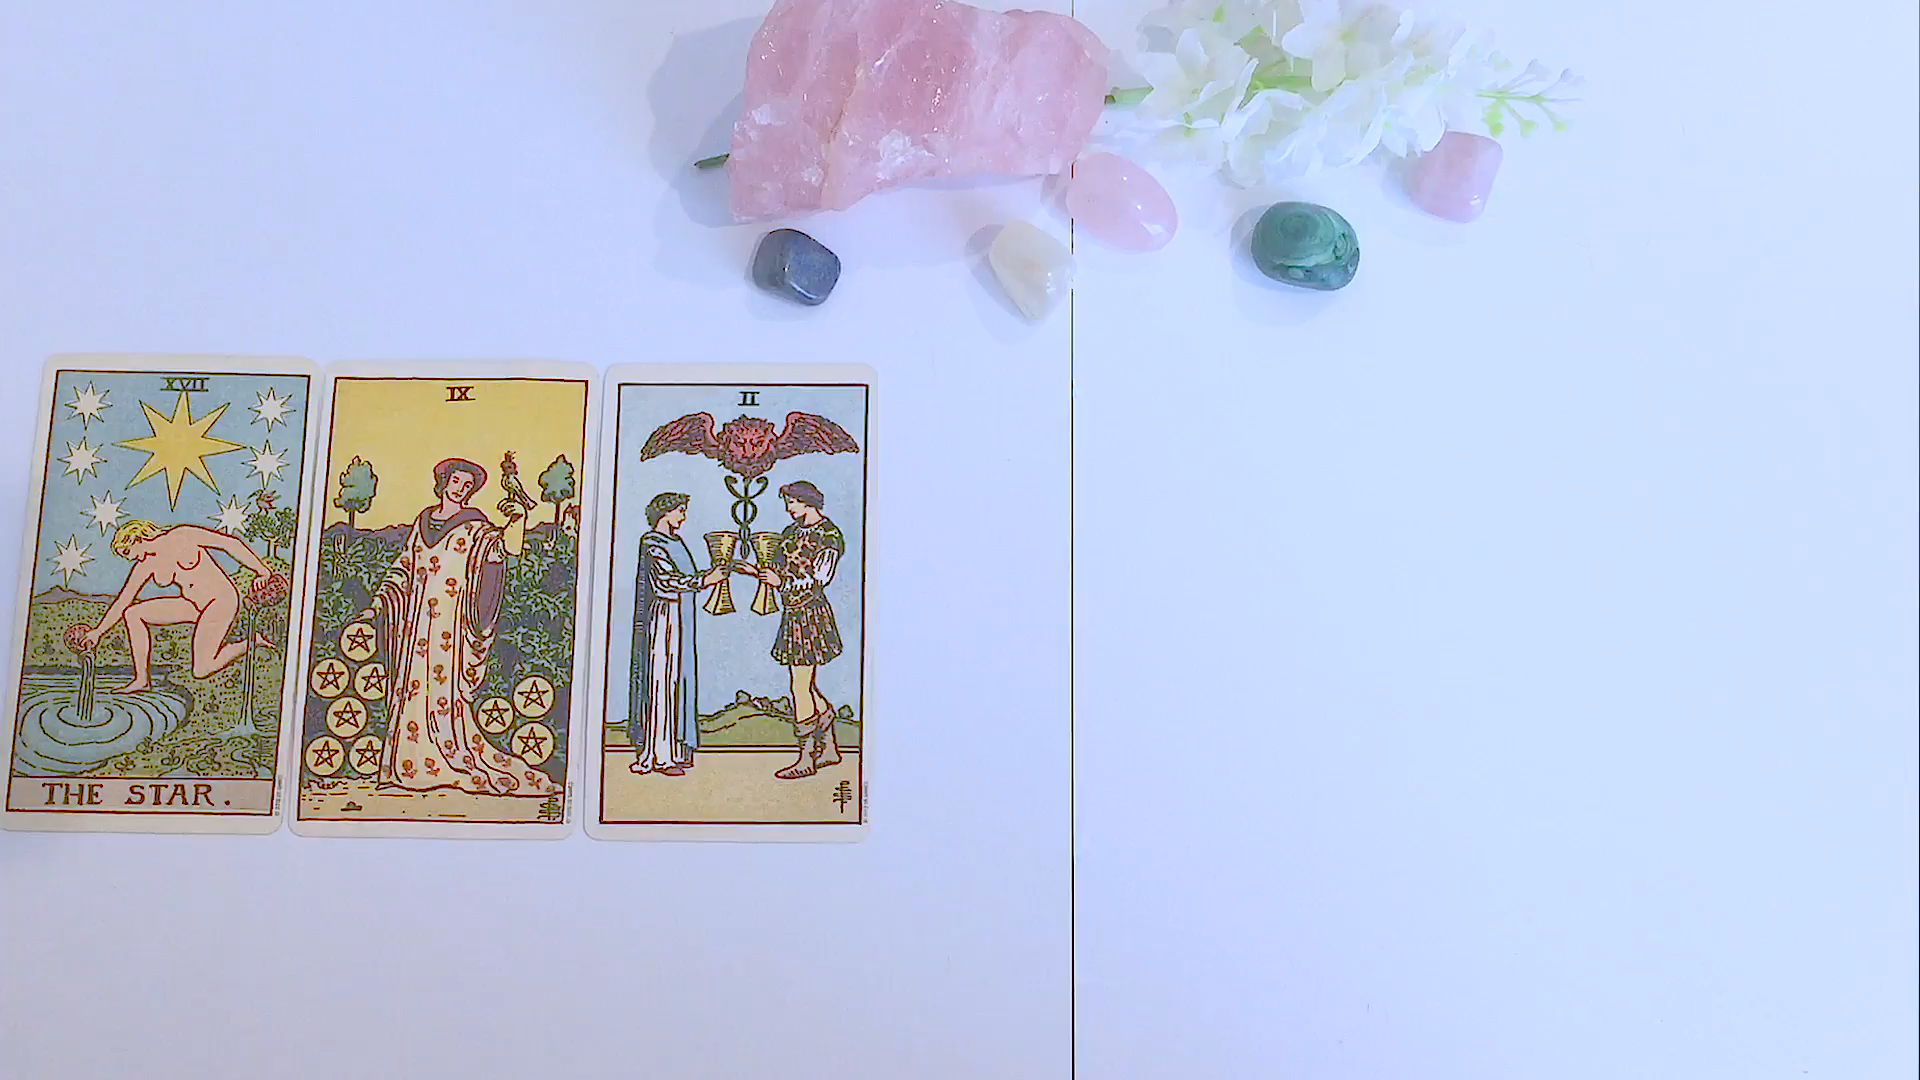 XVII
THE STAR.
IX
II